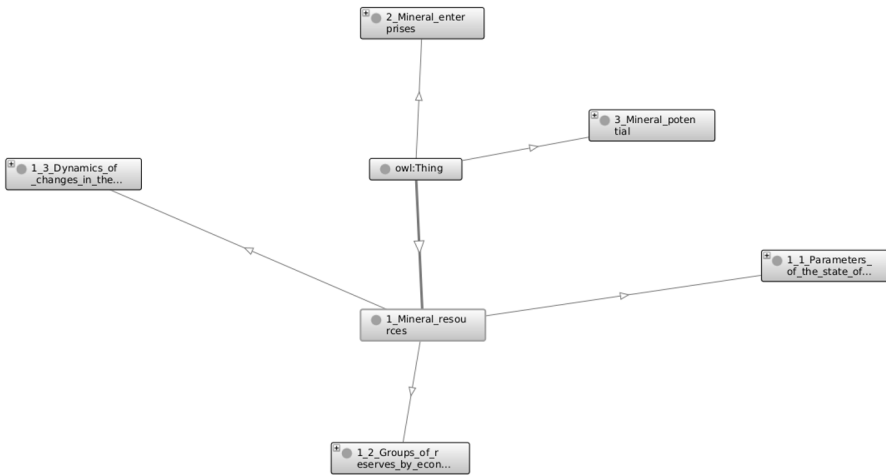 2_Mineral_enter
prises
3_Mineral_poten
tial
1_3_Dynamics_of
_changes_in_the...
owl:Thing
1_1_Parameters_
of_the_state_of...
1_Mineral_resou
rces
1_2_Groups_of_r
eserves_by_econ...